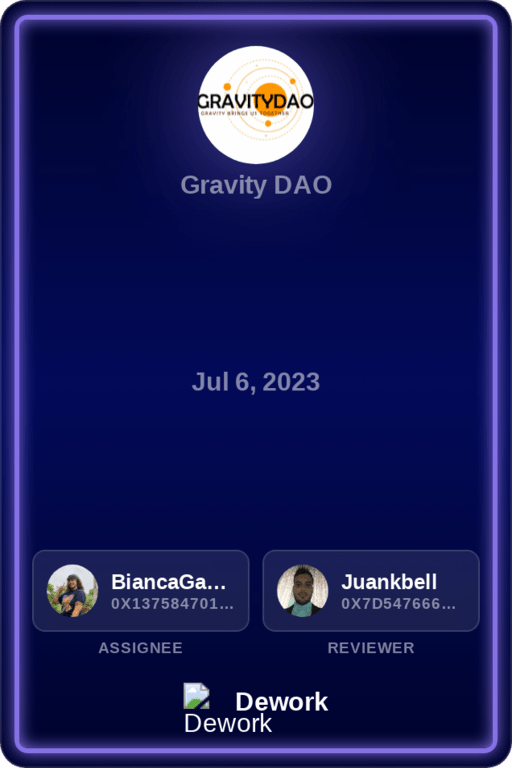 GRAVITYDAO
GRAVITY BRINGS US TOGETHER
Gravity DAO
Jul 6, 2023
BiancaGa...
0X137584701...
ASSIGNEE
Juankbell
0X7D547666...
REVIEWER
Dework
Dework